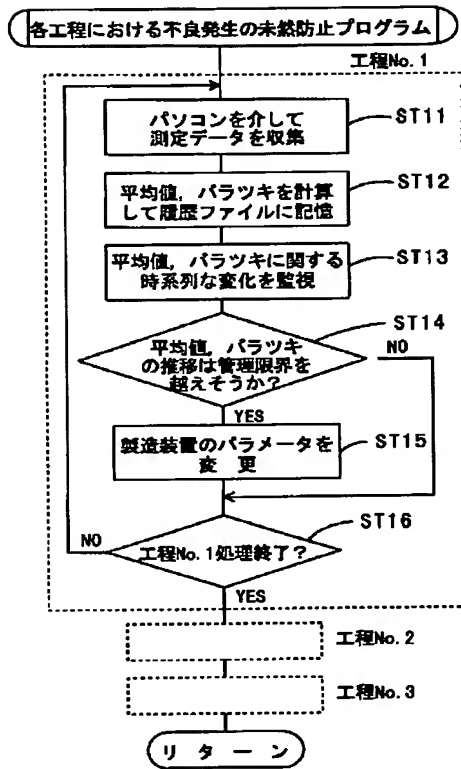 各工程における不良発生の未然防止プログラム
工程No.1
パソコンを介して
測定データを収集
ST11
平均値,バラツキを計算
して履歴ファイルに記憶
ST12
平均値,バラツキに関する
時系列な変化を監視
ST13
平均値,バラツキ
の推移は管理限界を
越えそうか?
ST14
NO
YES
製造装置のパラメータを
変 更
ST15
工程No.1処理終了?
ST16
NO
YES
工程No.2
工程No.3
リターン